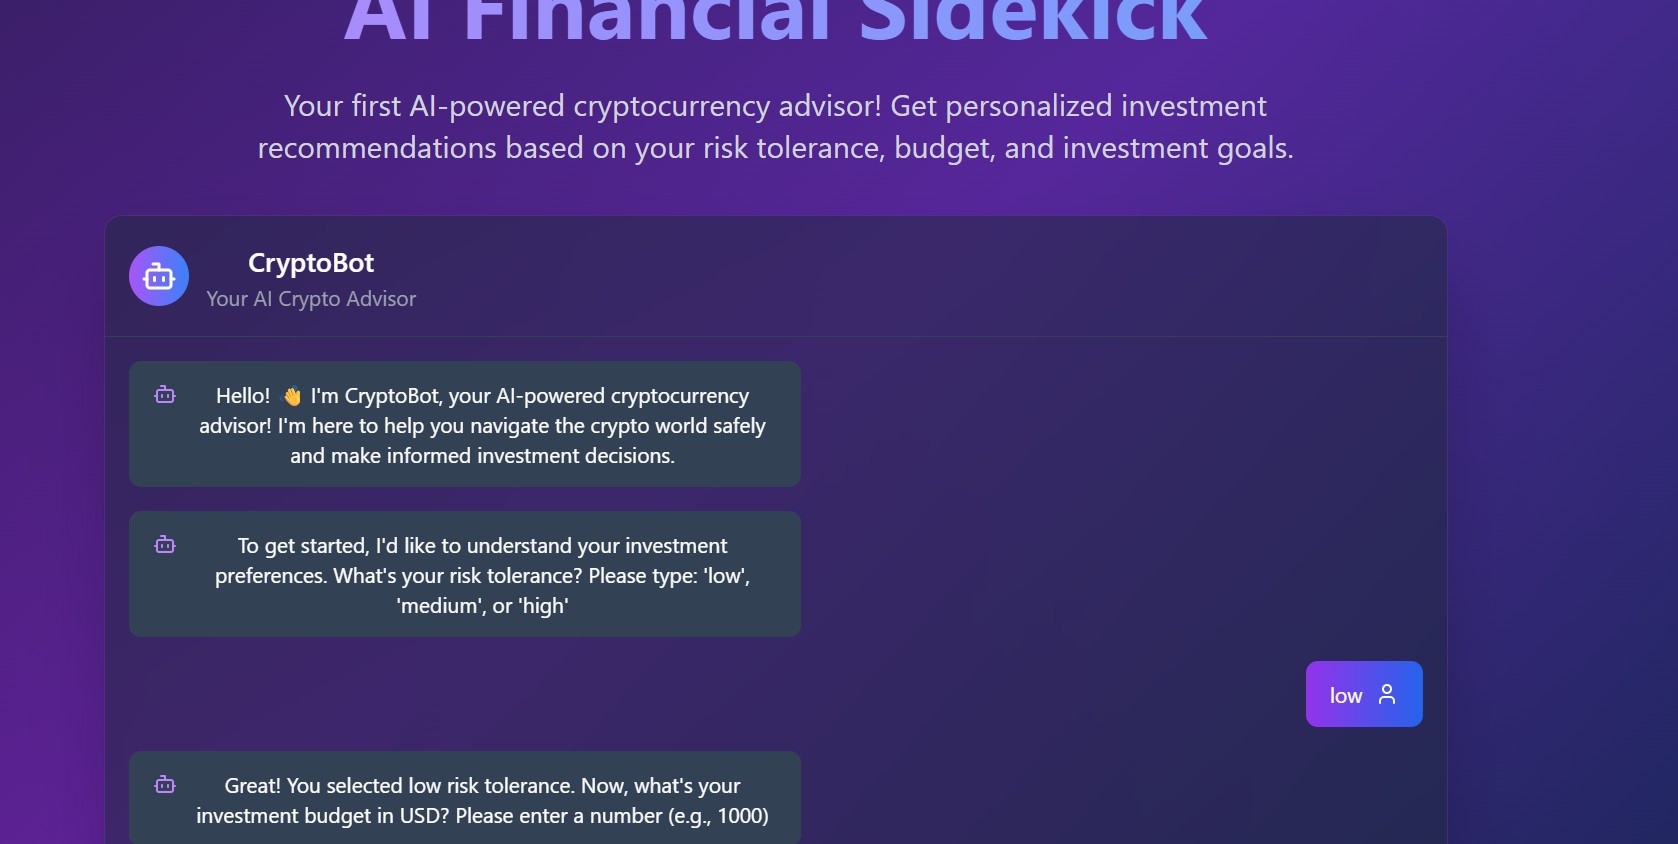 AI Financial Sidekick
Your first AI-powered cryptocurrency advisor! Get personalized investment
recommendations based on your risk tolerance, budget, and investment goals.
CryptoBot
Your AI Crypto Advisor
Hello! 👋 I'm CryptoBot, your AI-powered cryptocurrency
advisor! I'm here to help you navigate the crypto world safely
and make informed investment decisions.
To get started, I'd like to understand your investment
preferences. What's your risk tolerance? Please type: 'low',
'medium', or 'high'
low
Great! You selected low risk tolerance. Now, what's your
investment budget in USD? Please enter a number (e.g., 1000)